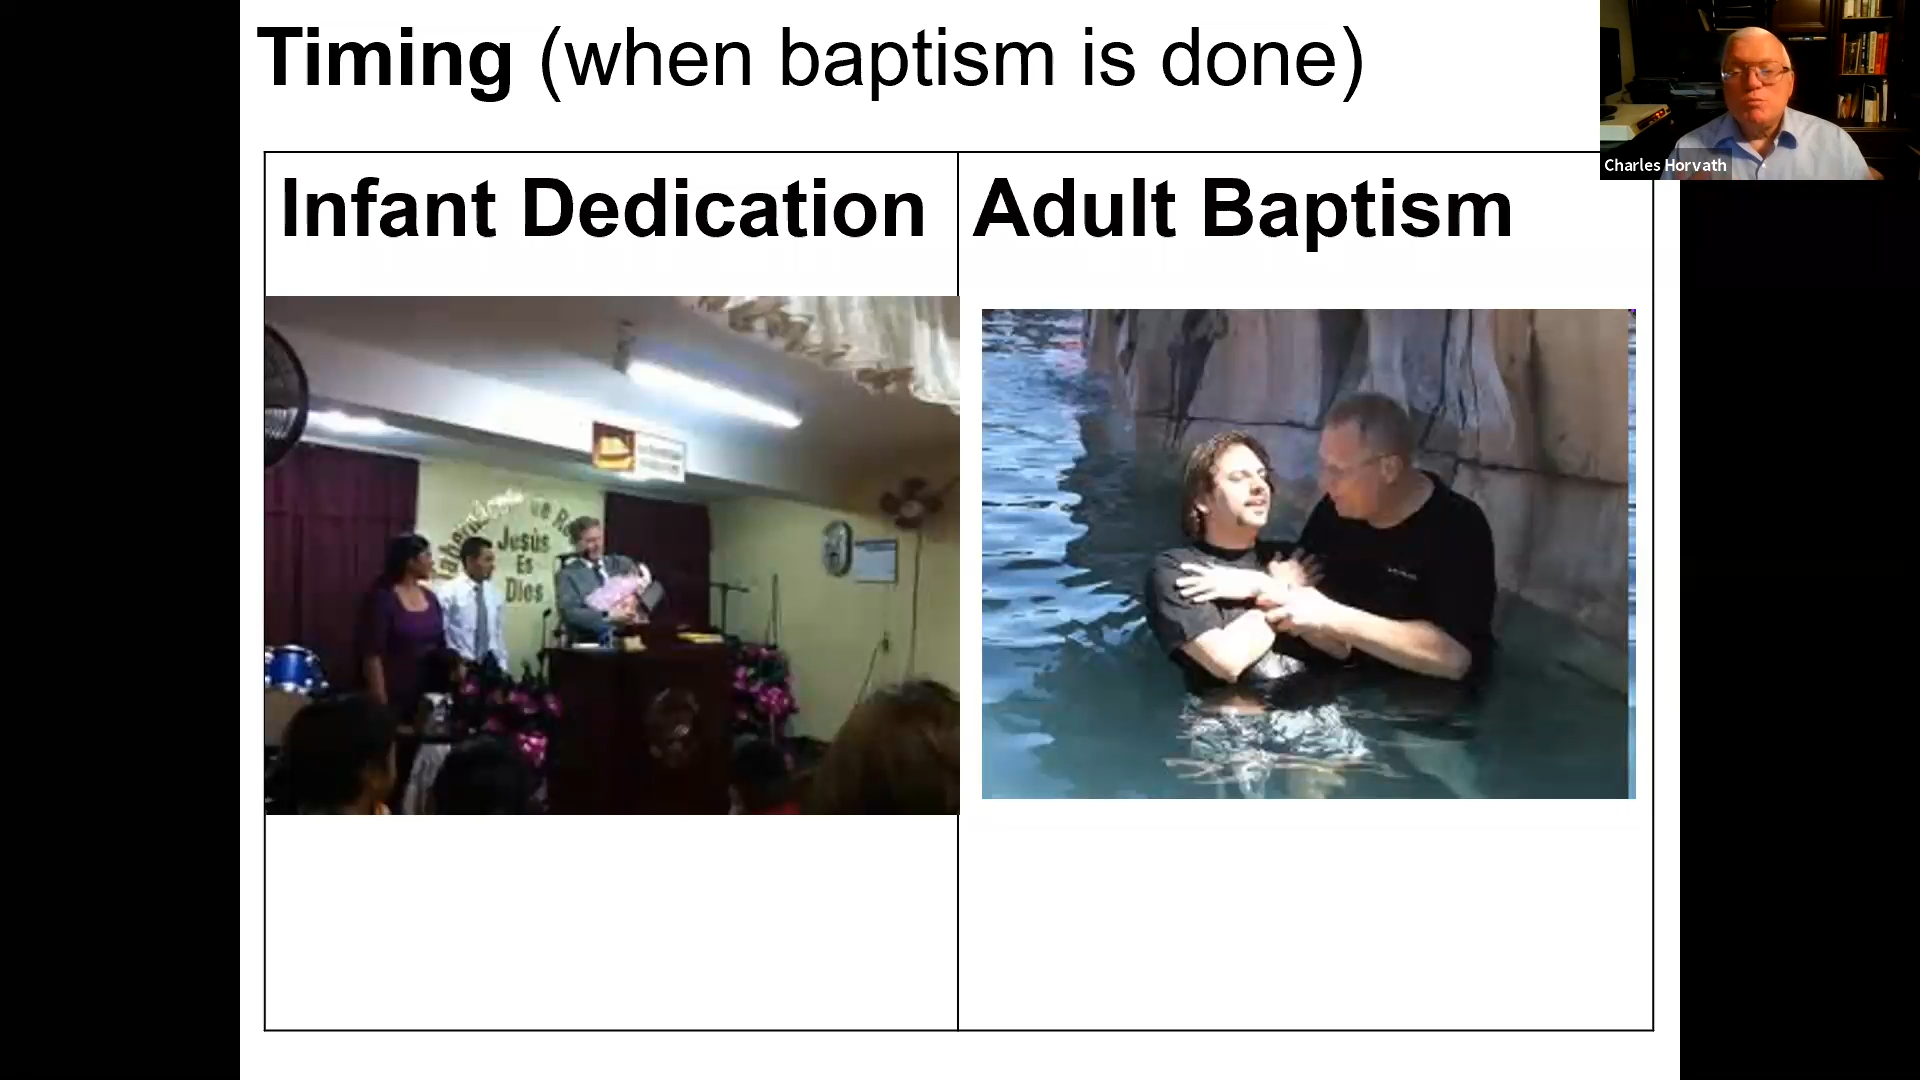 Timing (when baptism is done)
Charles Horvath
Infant Dedication
Adult Baptism
Jesús
Es
Dios